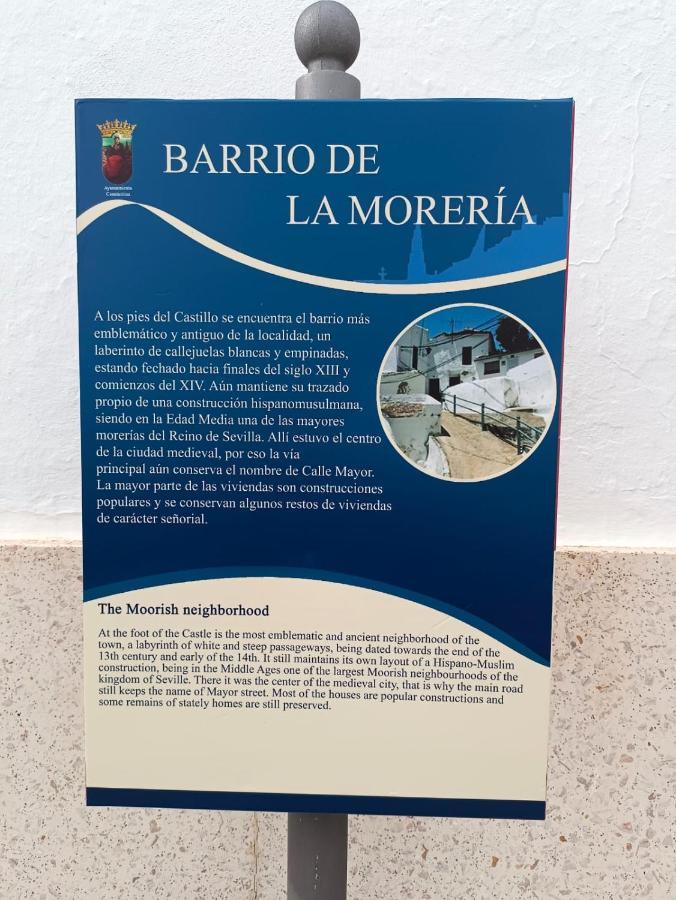 BARRIO DE
LA MORERÍA
Ayuntamiento
Constantina
A los pies del Castillo se encuentra el barrio más
emblemático y antiguo de la localidad, un
laberinto de callejuelas blancas y empinadas,
estando fechado hacia finales del siglo XIII y
comienzos del XIV. Aún mantiene su trazado
propio de una construcción hispanomusulmana,
siendo en la Edad Media una de las mayores
morerías del Reino de Sevilla. Allí estuvo el centro
de la ciudad medieval, por eso la vía
principal aún conserva el nombre de Calle Mayor.
La mayor parte de las viviendas son construcciones
populares y se conservan algunos restos de viviendas
de carácter señorial.
The Moorish neighborhood
At the foot of the Castle is the most emblematic and ancient neighborhood of the
town, a labyrinth of white and steep passageways, being dated towards the end of the
13th century and early of the 14th. It still maintains its own layout of a Hispano-Muslim
construction, being in the Middle Ages one of the largest Moorish neighbourhoods of the
kingdom of Seville. There it was the center of the medieval city, that is why the main road
still keeps the name of Mayor street. Most of the houses are popular constructions and
some remains of stately homes are still preserved.